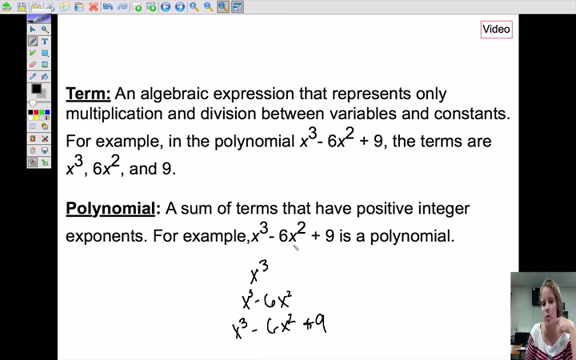 Video
Term: An algebraic expression that represents only
multiplication and division between variables and constants.
For example, in the polynomial x³- 6x² + 9, the terms are
x³, 6x², and 9.
Polynomial: A sum of terms that have positive integer
exponents. For example,x³- 6x² + 9 is a polynomial.
x³
x³-6x²
x³- 6x² +9